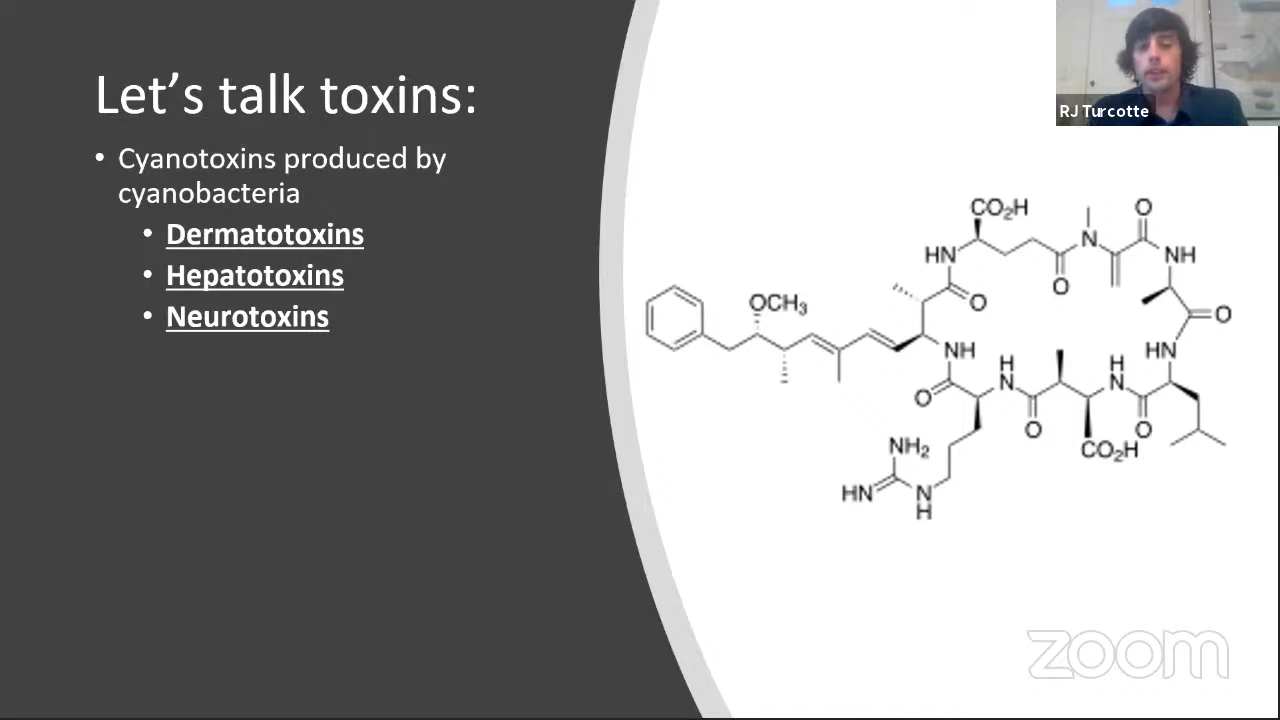 Let's talk toxins:
• Cyanotoxins produced by
cyanobacteria
• Dermatotoxins
• Hepatotoxins
• Neurotoxins
RJ Turcotte
CO₂H
O
N
HN
NH
O
O
OCH₃
O
NH
HN
H
N
H
N
O
O
O
NH₂
CO₂H
HN
N
H
zoom